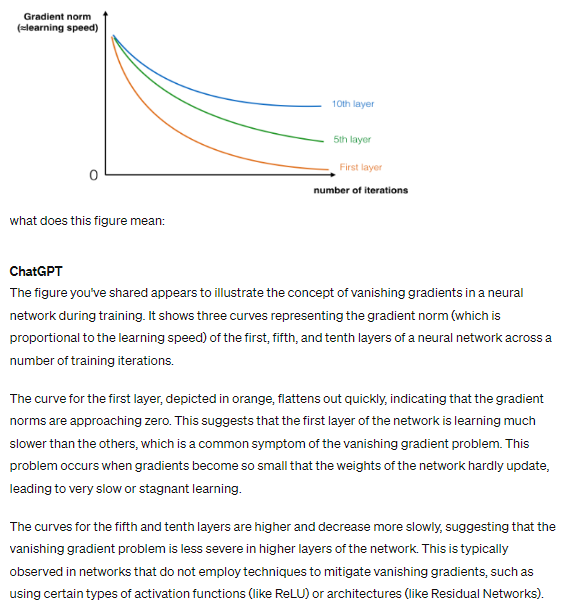 Gradient norm
(≈learning speed)
10th layer
5th layer
First layer
0
number of iterations
what does this figure mean:
ChatGPT
The figure you've shared appears to illustrate the concept of vanishing gradients in a neural
network during training. It shows three curves representing the gradient norm (which is
proportional to the learning speed) of the first, fifth, and tenth layers of a neural network across a
number of training iterations.
The curve for the first layer, depicted in orange, flattens out quickly, indicating that the gradient
norms are approaching zero. This suggests that the first layer of the network is learning much
slower than the others, which is a common symptom of the vanishing gradient problem. This
problem occurs when gradients become so small that the weights of the network hardly update,
leading to very slow or stagnant learning.
The curves for the fifth and tenth layers are higher and decrease more slowly, suggesting that the
vanishing gradient problem is less severe in higher layers of the network. This is typically
observed in networks that do not employ techniques to mitigate vanishing gradients, such as
using certain types of activation functions (like ReLU) or architectures (like Residual Networks).